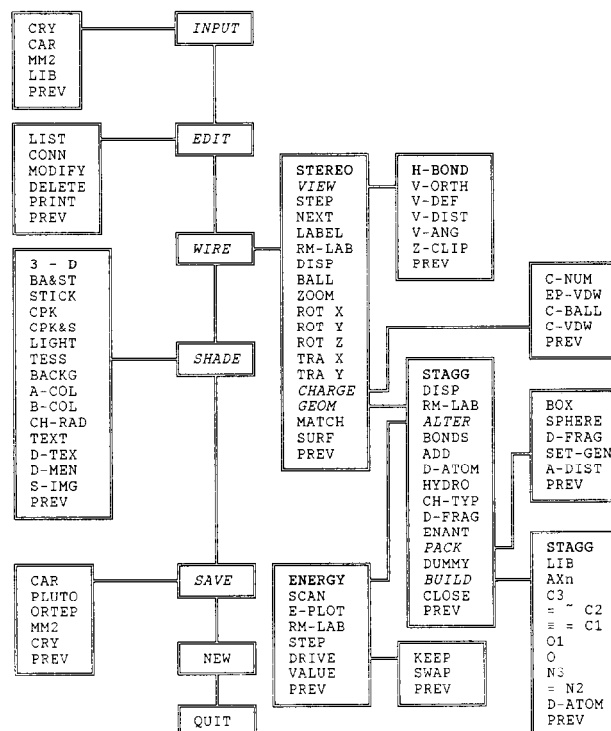 CRY
CAR
MM2
LIB
PREV
INPUT
LIST
CONN
MODIFY
DELETE
PRINT
PREV
EDIT
WIRE
STEREO
VIEW
STEP
NEXT
LABEL
RM-LAB
DISP
BALL
ZOOM
ROT X
ROT Y
ROT Z
TRA X
TRA Y
CHARGE
GEOM
MATCH
SURF
PREV
H-BOND
V-ORTH
V-DEF
V-DIST
V-ANG
Z-CLIP
PREV
C-NUM
EP-VDW
C-BALL
C-VDW
PREV
3 - D
BA&ST
STICK
CPK
CPK&S
LIGHT
TESS
BACKG
A-COL
B-COL
CH-RAD
TEXT
D-TEX
D-MEN
S-IMG
PREV
SHADE
STAGG
DISP
RM-LAB
ALTER
BONDS
ADD
D-ATOM
HYDRO
CH-TYP
D-FRAG
ENANT
PACK
DUMMY
BUILD
CLOSE
PREV
BOX
SPHERE
D-FRAG
SET-GEN
A-DIST
PREV
CAR
PLUTO
ORTEP
MM2
CRY
PREV
SAVE
ENERGY
SCAN
E-PLOT
RM-LAB
STEP
DRIVE
VALUE
PREV
KEEP
SWAP
PREV
STAGG
LIB
AXn
C3
= ~ C2
≡ = C1
O1
O
N3
= N2
D-ATOM
PREV
NEW
QUIT